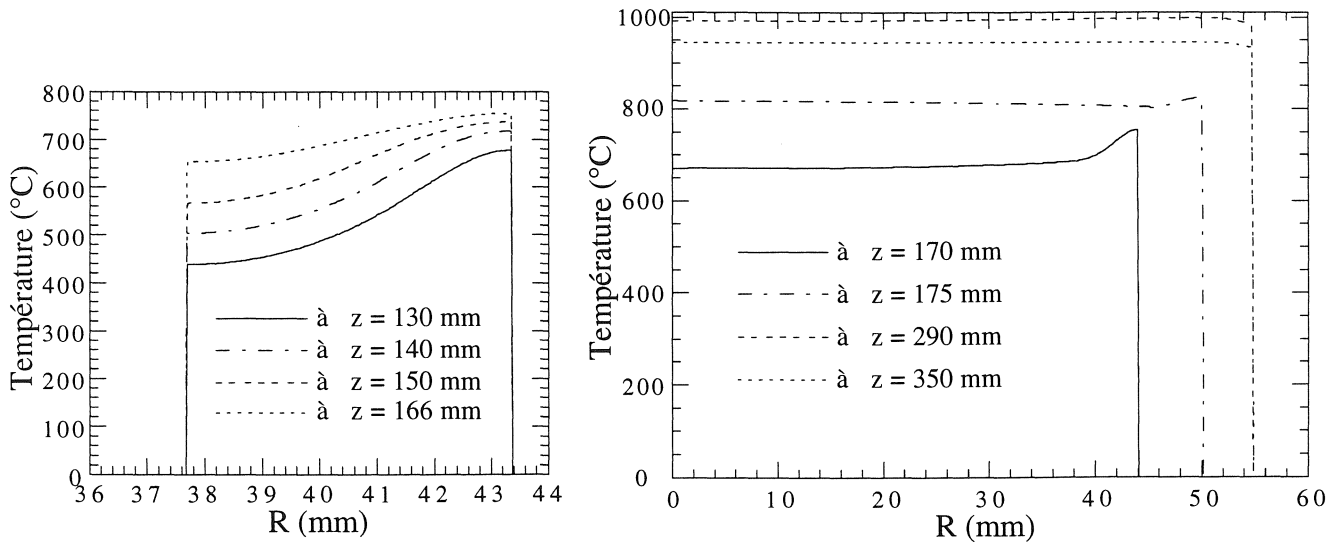 800
700
600
500
400
300
200
100
0
Température (°C)
36 37 38 39 40 41 42 43 44
R (mm)
à z = 130 mm
à z = 140 mm
à z = 150 mm
à z = 166 mm
1000
800
600
400
200
0
Température (°C)
0 10 20 30 40 50 60
R (mm)
à z = 170 mm
à z = 175 mm
à z = 290 mm
à z = 350 mm